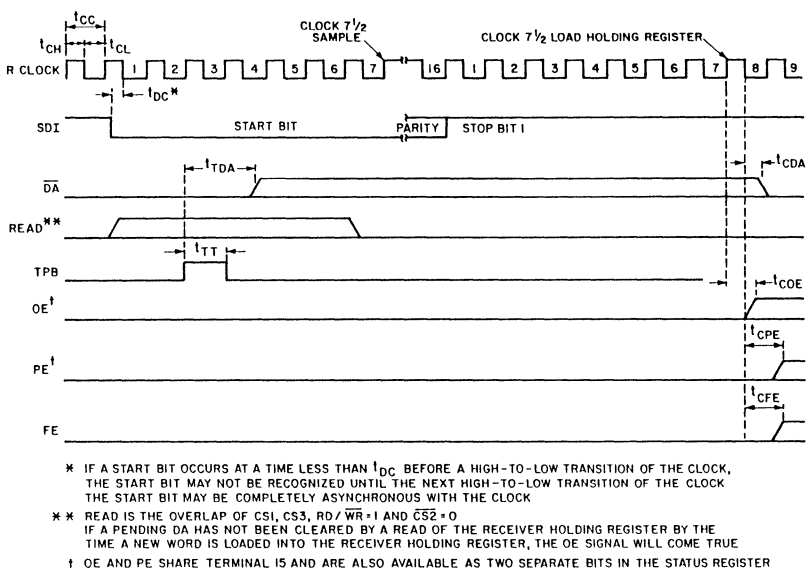 tCC
CLOCK 7 1/2
SAMPLE
CLOCK 7 1/2 LOAD HOLDING REGISTER
tCH
tCL
R CLOCK
1 2 3 4 5 6 7 16 1 2 3 4 5 6 7 8 9
tDC*
SDI
START BIT
PARITY
STOP BIT 1
tTDA
tCDA
D̅A̅
READ**
tTT
TPB
tCOE
OE†
tCPE
PE†
tCFE
FE
* IF A START BIT OCCURS AT A TIME LESS THAN tDC BEFORE A HIGH-TO-LOW TRANSITION OF THE CLOCK,
THE START BIT MAY NOT BE RECOGNIZED UNTIL THE NEXT HIGH-TO-LOW TRANSITION OF THE CLOCK
THE START BIT MAY BE COMPLETELY ASYNCHRONOUS WITH THE CLOCK
** READ IS THE OVERLAP OF CS1, CS3, RD/W̅R̅=1 AND C̅S̅2̅=0
IF A PENDING DA HAS NOT BEEN CLEARED BY A READ OF THE RECEIVER HOLDING REGISTER BY THE
TIME A NEW WORD IS LOADED INTO THE RECEIVER HOLDING REGISTER, THE OE SIGNAL WILL COME TRUE
† OE AND PE SHARE TERMINAL 15 AND ARE ALSO AVAILABLE AS TWO SEPARATE BITS IN THE STATUS REGISTER